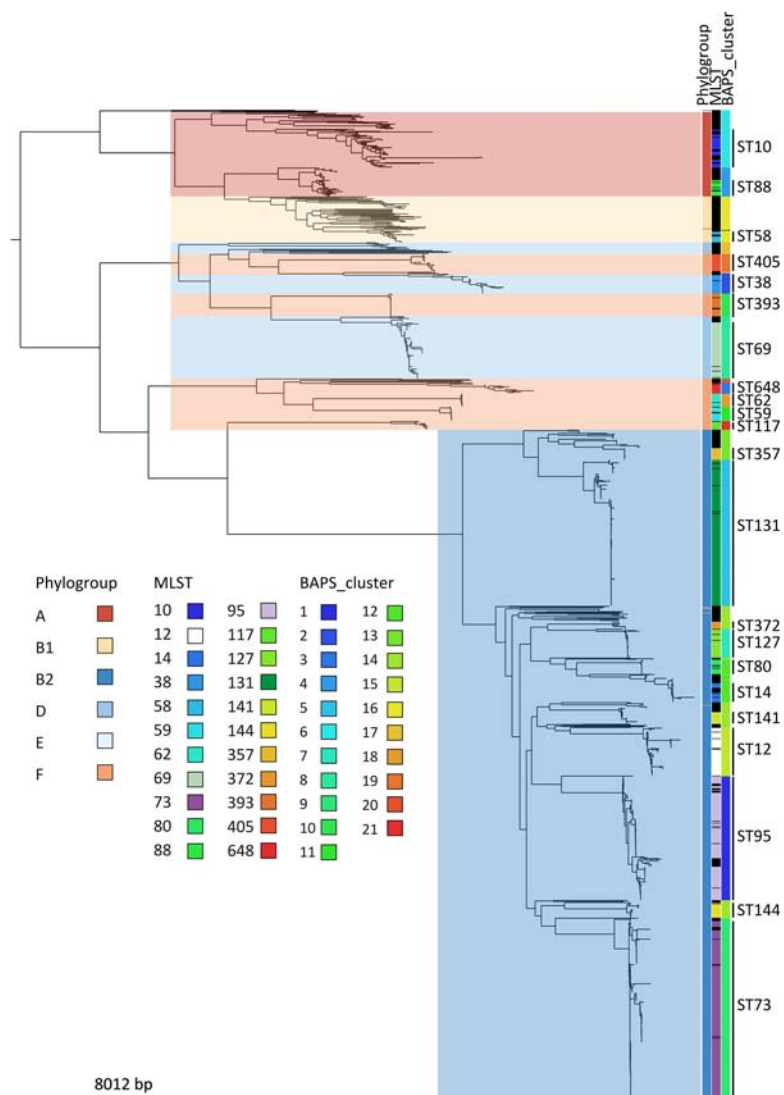 Phylogroup
MLST
BAPS_cluster
ST10
ST88
ST58
ST405
ST38
ST393
ST69
ST648
ST62
ST59
ST117
ST357
ST131
ST372
ST127
ST80
ST14
ST141
ST12
ST95
ST144
ST73
Phylogroup
A
B1
B2
D
E
F
MLST
10
12
14
38
58
59
62
69
73
80
88
95
117
127
131
141
144
357
372
393
405
648
BAPS_cluster
1
2
3
4
5
6
7
8
9
10
11
12
13
14
15
16
17
18
19
20
21
8012 bp